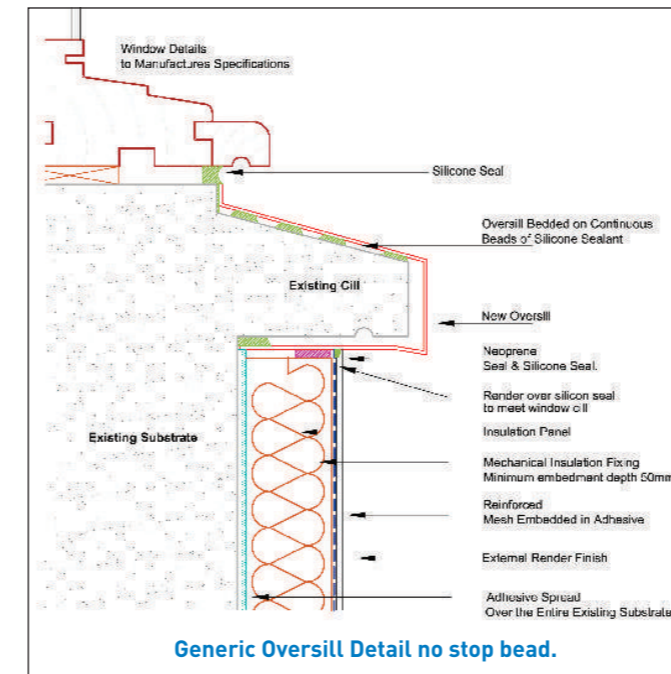 Window Details
to Manufactures Specifications
Silicone Seal
Oversill Bedded on Continuous
Beads of Silicone Sealant
Existing Cill
New Oversill
Neoprene
Seal & Silicone Seal.
Render over silicon seal
to meet window cill
Existing Substrate
Insulation Panel
Mechanical Insulation Fixing
Minimum embedment depth 50mm
Reinforced
Mesh Embedded in Adhesive
External Render Finish
Adhesive Spread
Over the Entire Existing Substrate
Generic Oversill Detail no stop bead.